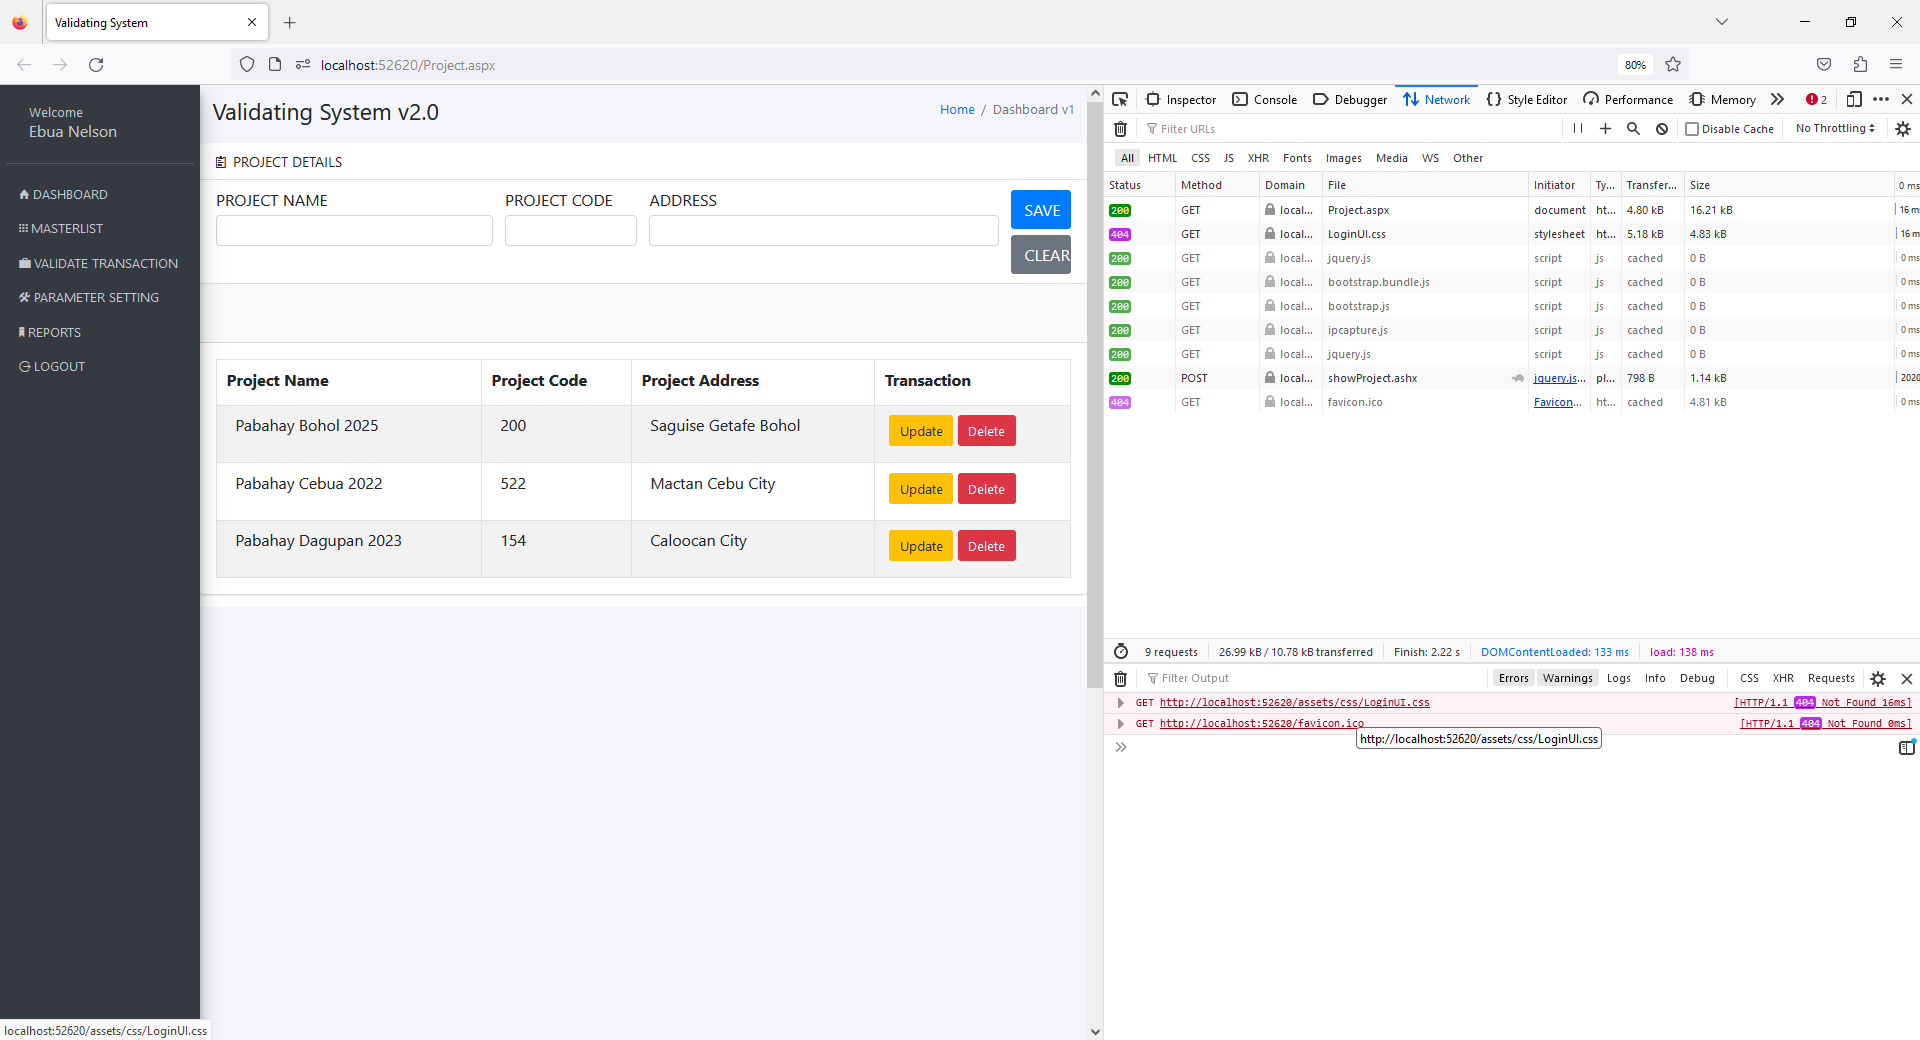 Validating System
localhost:52620/Project.aspx
80%
Welcome
Ebua Nelson
DASHBOARD
MASTERLIST
VALIDATE TRANSACTION
PARAMETER SETTING
REPORTS
LOGOUT
Validating System v2.0
Home / Dashboard v1
PROJECT DETAILS
PROJECT NAME PROJECT CODE ADDRESS
SAVE
CLEAR
Project Name Project Code Project Address Transaction
Pabahay Bohol 2025 200 Saguise Getafe Bohol Update Delete
Pabahay Cebua 2022 522 Mactan Cebu City Update Delete
Pabahay Dagupan 2023 154 Caloocan City Update Delete
localhost:52620/assets/css/LoginUI.css
Inspector Console Debugger Network Style Editor Performance Memory 2
Filter URLs Disable Cache No Throttling
All HTML CSS JS XHR Fonts Images Media WS Other
Status Method Domain File Initiator Ty... Transfer... Size 0 ms
200 GET local... Project.aspx document ht... 4.80 kB 16.21 kB 16 m
404 GET local... LoginUI.css stylesheet ht... 5.18 kB 4.83 kB 16 m
200 GET local... jquery.js script js cached 0 B 0 ms
200 GET local... bootstrap.bundle.js script js cached 0 B 0 ms
200 GET local... bootstrap.js script js cached 0 B 0 ms
200 GET local... ipcapture.js script js cached 0 B 0 ms
200 GET local... jquery.js script js cached 0 B 0 ms
200 POST local... showProject.ashx jquery.js... pl... 798 B 1.14 kB 2020
404 GET local... favicon.ico Favicon... ht... cached 4.81 kB 0 ms
9 requests 26.99 kB / 10.78 kB transferred Finish: 2.22 s DOMContentLoaded: 133 ms load: 138 ms
Filter Output Errors Warnings Logs Info Debug CSS XHR Requests
GET http://localhost:52620/assets/css/LoginUI.css [HTTP/1.1 404 Not Found 16ms]
GET http://localhost:52620/favicon.ico [HTTP/1.1 404 Not Found 0ms]
http://localhost:52620/assets/css/LoginUI.css